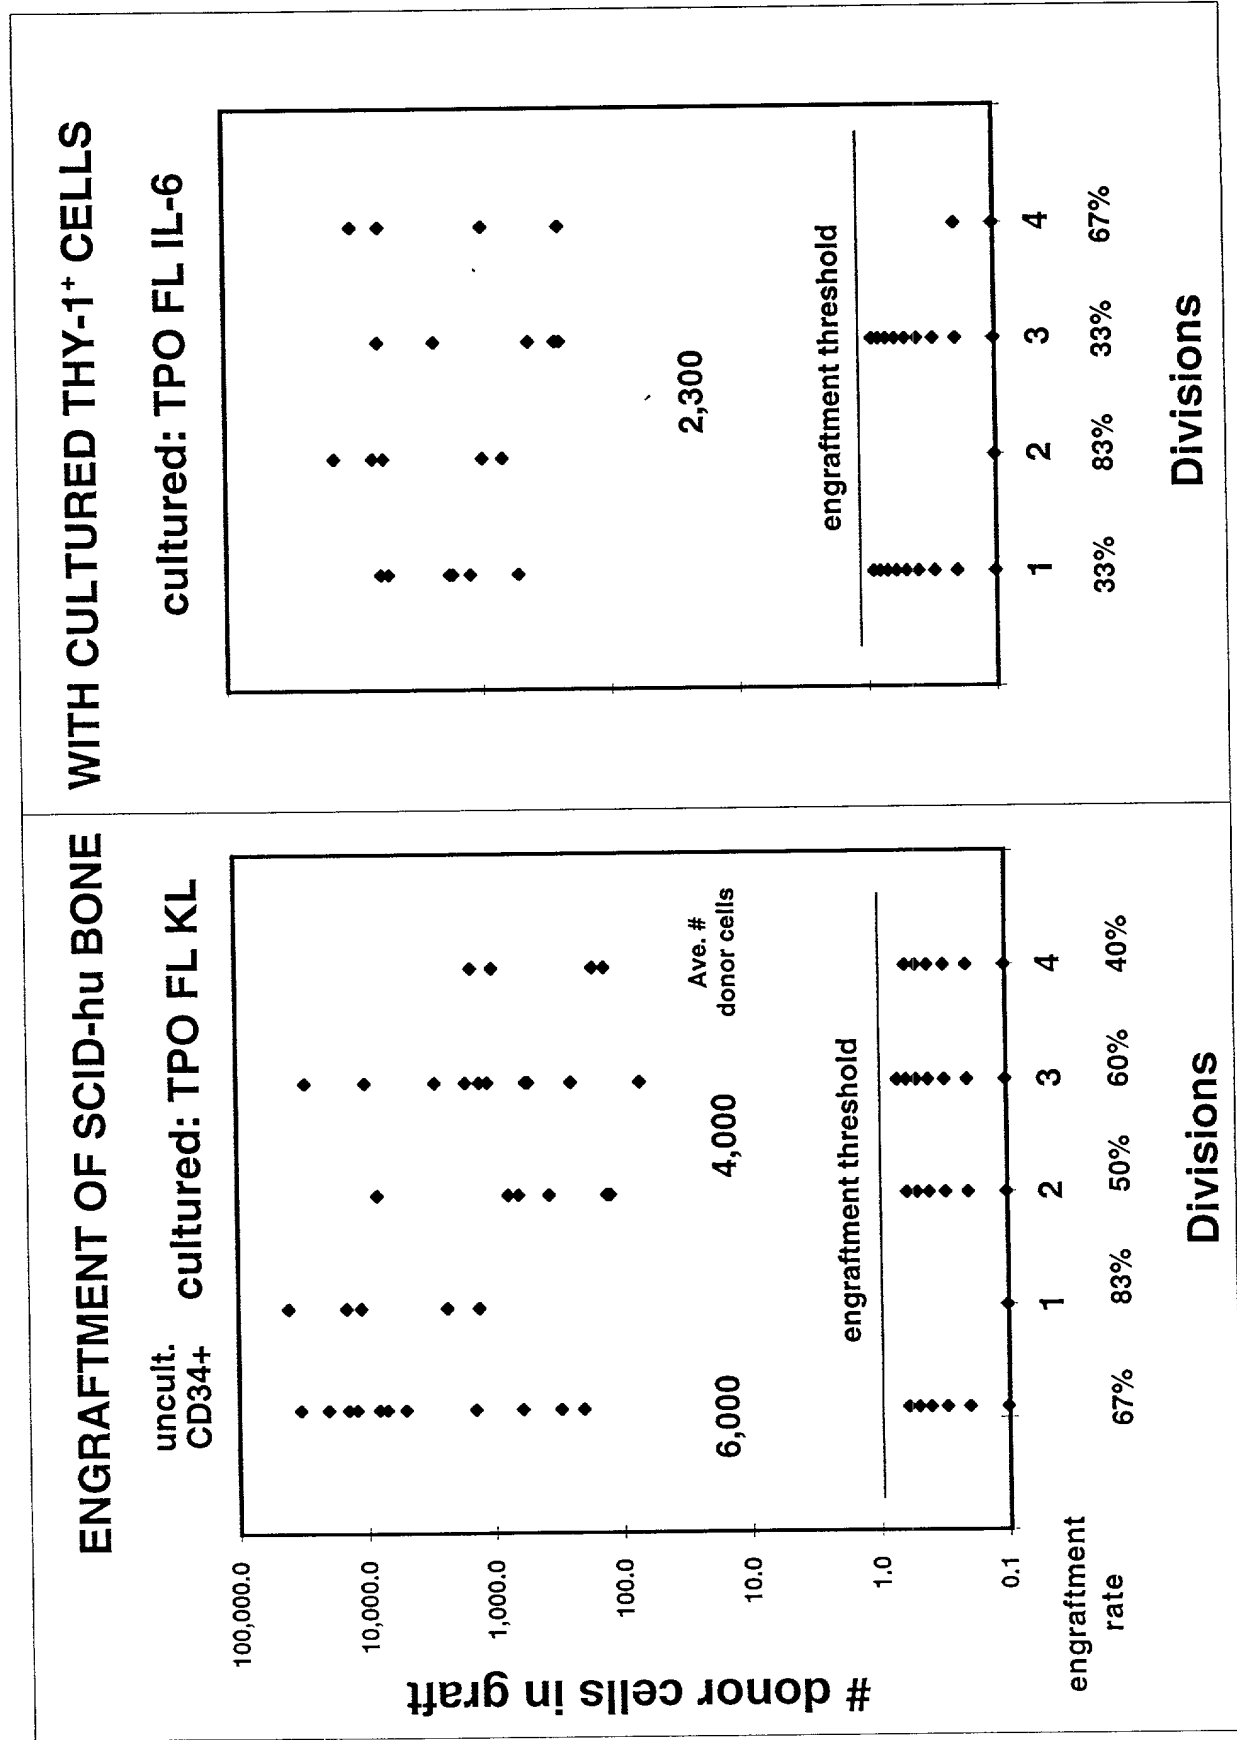 ENGRAFTMENT OF SCID-hu BONE WITH CULTURED THY-1⁺ CELLS
uncult.
CD34+
cultured: TPO FL KL
cultured: TPO FL IL-6
# donor cells in graft
100,000.0
10,000.0
1,000.0
100.0
10.0
1.0
0.1
6,000
4,000
Ave. #
donor cells
2,300
engraftment threshold
engraftment threshold
1 2 3 4
1 2 3 4
engraftment
rate
67% 83% 50% 60% 40%
33% 83% 33% 67%
Divisions
Divisions